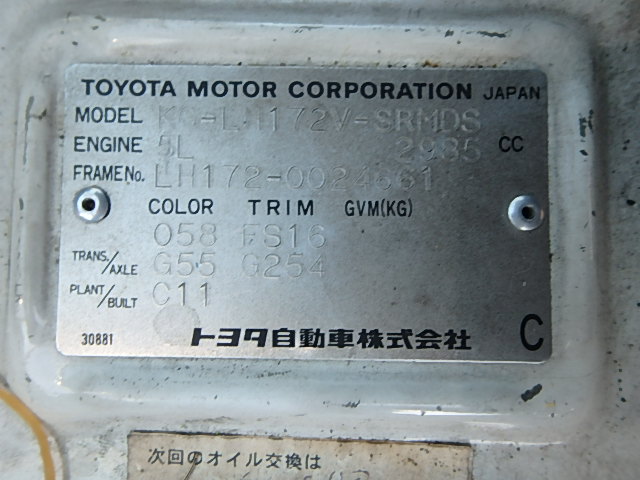 TOYOTA MOTOR CORPORATION JAPAN
MODEL KG-LH172V-SRMDS
ENGINE 5L 2985 CC
FRAME No. LH172-0024661
COLOR TRIM GVM(KG)
058 FS16
TRANS./AXLE G55 G254
PLANT/BUILT C11
30881 トヨタ自動車株式会社 C
次回のオイル交換は